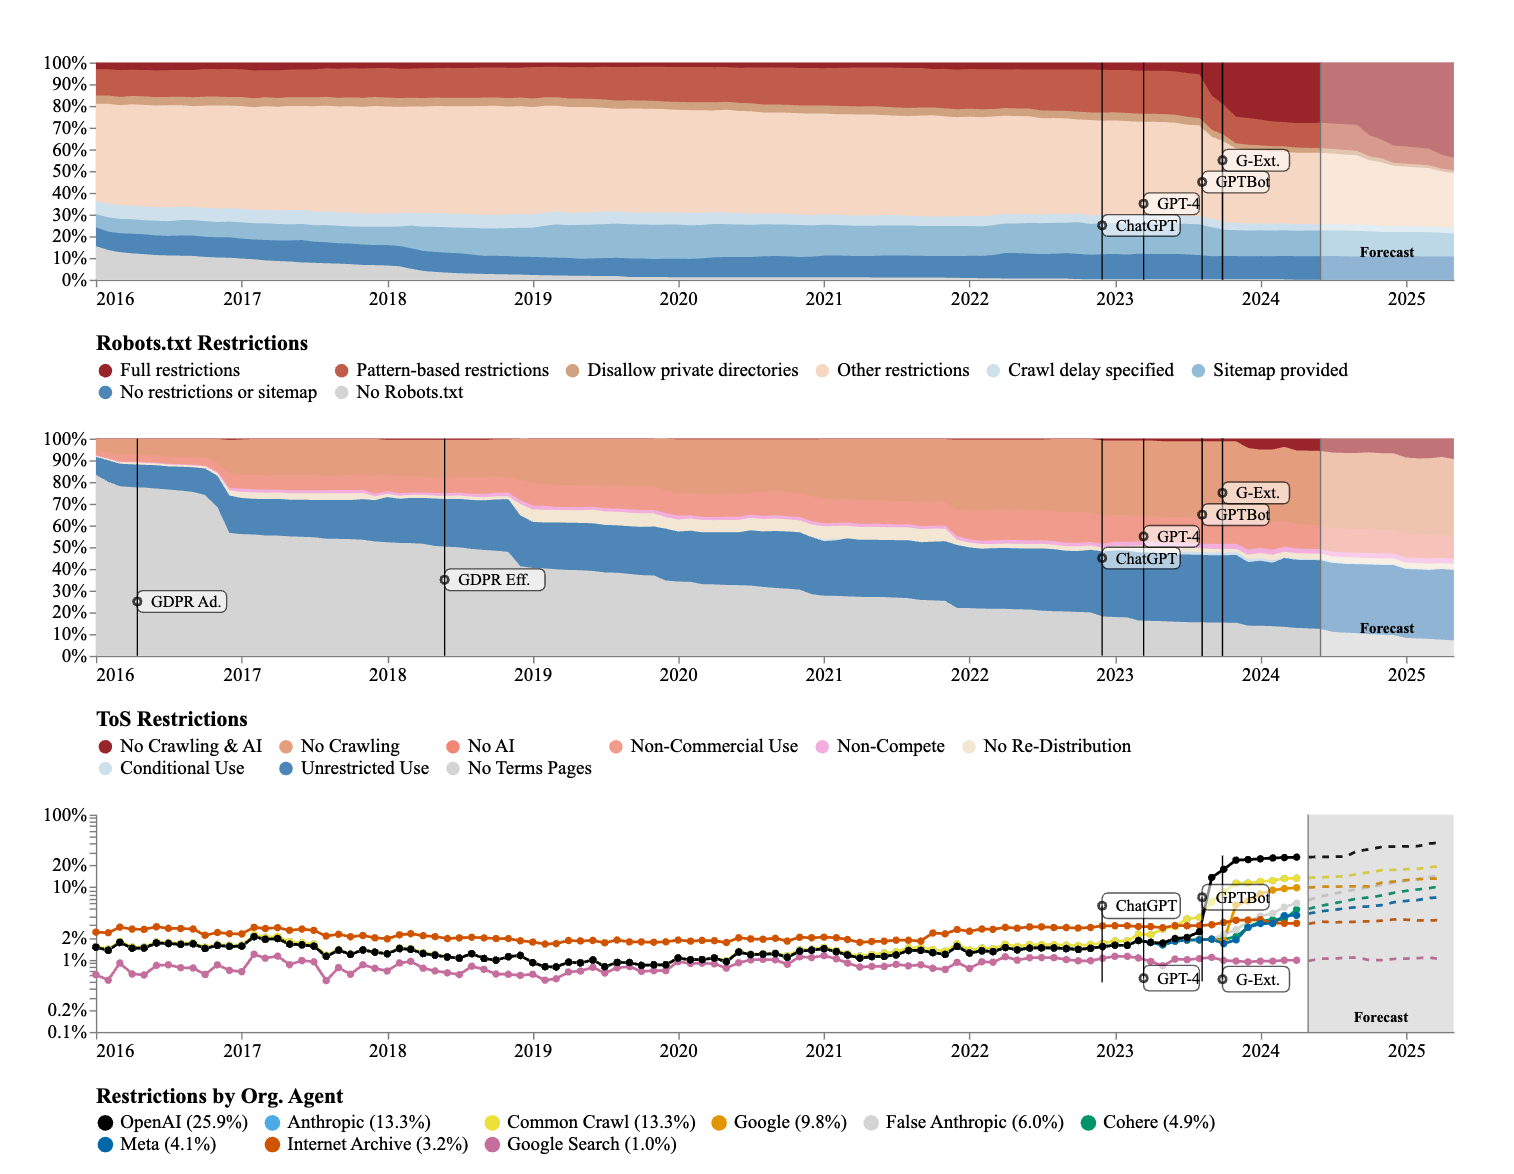 100%
90%
80%
70%
60%
50%
40%
30%
20%
10%
0%
G-Ext.
GPTBot
GPT-4
ChatGPT
Forecast
2016 2017 2018 2019 2020 2021 2022 2023 2024 2025
Robots.txt Restrictions
Full restrictions Pattern-based restrictions Disallow private directories Other restrictions Crawl delay specified Sitemap provided
No restrictions or sitemap No Robots.txt
100%
90%
80%
70%
60%
50%
40%
30%
20%
10%
0%
G-Ext.
GPTBot
GPT-4
ChatGPT
GDPR Eff.
GDPR Ad.
Forecast
2016 2017 2018 2019 2020 2021 2022 2023 2024 2025
ToS Restrictions
No Crawling & AI No Crawling No AI Non-Commercial Use Non-Compete No Re-Distribution
Conditional Use Unrestricted Use No Terms Pages
100%
20%
10%
2%
1%
0.2%
0.1%
ChatGPT
GPTBot
GPT-4
G-Ext.
Forecast
2016 2017 2018 2019 2020 2021 2022 2023 2024 2025
Restrictions by Org. Agent
OpenAI (25.9%) Anthropic (13.3%) Common Crawl (13.3%) Google (9.8%) False Anthropic (6.0%) Cohere (4.9%)
Meta (4.1%) Internet Archive (3.2%) Google Search (1.0%)